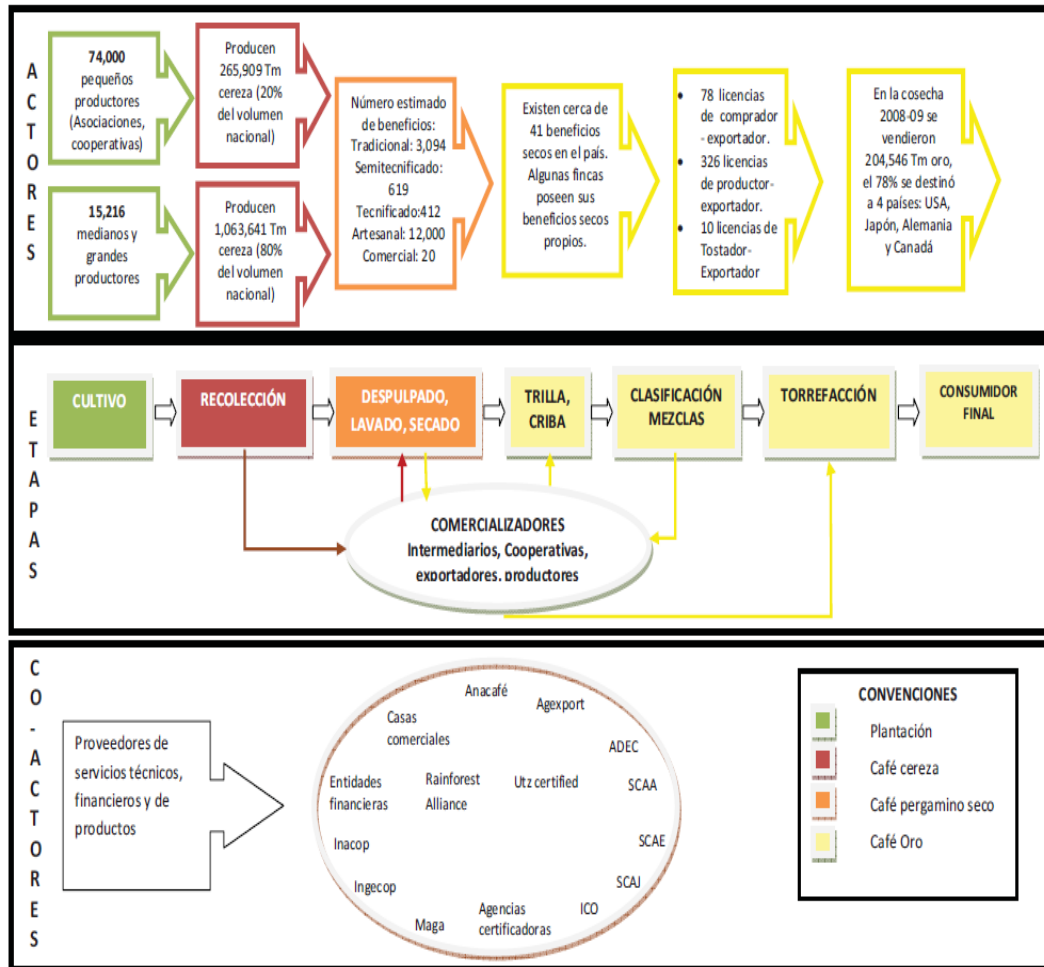 ACTORES
74,000
pequeños
productores
(Asociaciones,
cooperativas)
15,216
medianos y
grandes
productores
Producen
265,909 Tm
cereza (20%
del volumen
nacional)
Producen
1,063,641 Tm
cereza (80%
del volumen
nacional)
Número estimado
de beneficios:
Tradicional: 3,094
Semitecnificado:
619
Tecnificado:412
Artesanal: 12,000
Comercial: 20
Existen cerca de
41 beneficios
secos en el país.
Algunas fincas
poseen sus
beneficios secos
propios.
• 78 licencias
de comprador
- exportador.
• 326 licencias
de productor-
exportador.
• 10 licencias de
Tostador-
Exportador
En la cosecha
2008-09 se
vendieron
204,546 Tm oro,
el 78% se destinó
a 4 países: USA,
Japón, Alemania
y Canadá
ETAPAS
CULTIVO
RECOLECCIÓN
DESPULPADO,
LAVADO, SECADO
TRILLA,
CRIBA
CLASIFICACIÓN
MEZCLAS
TORREFACCIÓN
CONSUMIDOR
FINAL
COMERCIALIZADORES
Intermediarios, Cooperativas,
exportadores, productores
CO-ACTORES
Proveedores de
servicios técnicos,
financieros y de
productos
Anacafé
Agexport
Casas
comerciales
ADEC
Entidades
financieras
Rainforest
Alliance
Utz certified
SCAA
Inacop
SCAE
Ingecop
SCAJ
Maga
Agencias
certificadoras
ICO
CONVENCIONES
Plantación
Café cereza
Café pergamino seco
Café Oro